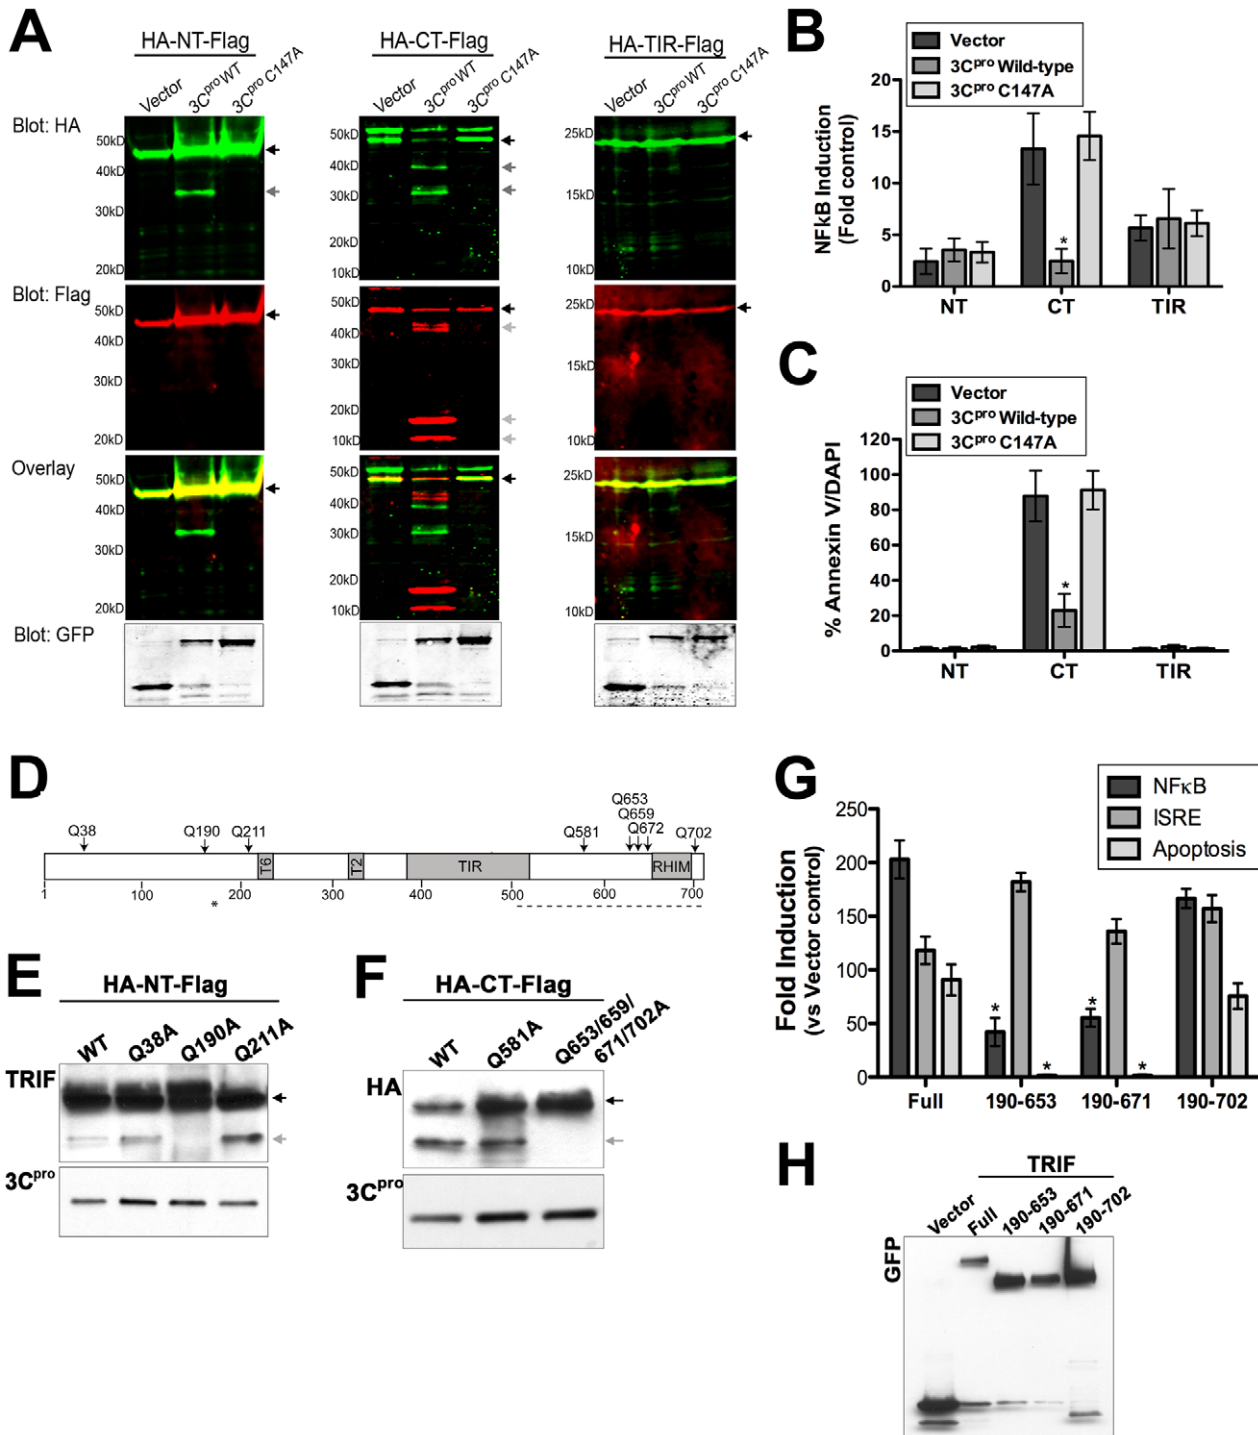 A
HA-NT-Flag
HA-CT-Flag
HA-TIR-Flag
Vector
3Cpro WT
3Cpro C147A
Vector
3Cpro WT
3Cpro C147A
Vector
3Cpro WT
3Cpro C147A
Blot: HA
50kD
40kD
30kD
20kD
50kD
40kD
30kD
20kD
10kD
25kD
15kD
10kD
Blot: Flag
50kD
40kD
30kD
20kD
50kD
40kD
30kD
20kD
10kD
25kD
15kD
10kD
Overlay
50kD
40kD
30kD
20kD
50kD
40kD
30kD
20kD
10kD
25kD
15kD
10kD
Blot: GFP
B
Vector
3Cpro Wild-type
3Cpro C147A
NFkB Induction
(Fold control)
20
15
10
5
0
*
NT
CT
TIR
C
Vector
3Cpro Wild-type
3Cpro C147A
% Annexin V/DAPI
120
100
80
60
40
20
0
*
NT
CT
TIR
D
Q38
Q190
Q211
Q581
Q653
Q659
Q672
Q702
T6
T2
TIR
RHIM
1
100
200
300
400
500
600
700
*
E
HA-NT-Flag
WT
Q38A
Q190A
Q211A
TRIF
3Cpro
F
HA-CT-Flag
WT
Q581A
Q653/659/
671/702A
HA
3Cpro
G
NFκB
ISRE
Apoptosis
Fold Induction
(vs Vector control)
250
200
150
100
50
0
*
*
*
*
Full
190-653
190-671
190-702
H
TRIF
Vector
Full
190-653
190-671
190-702
GFP